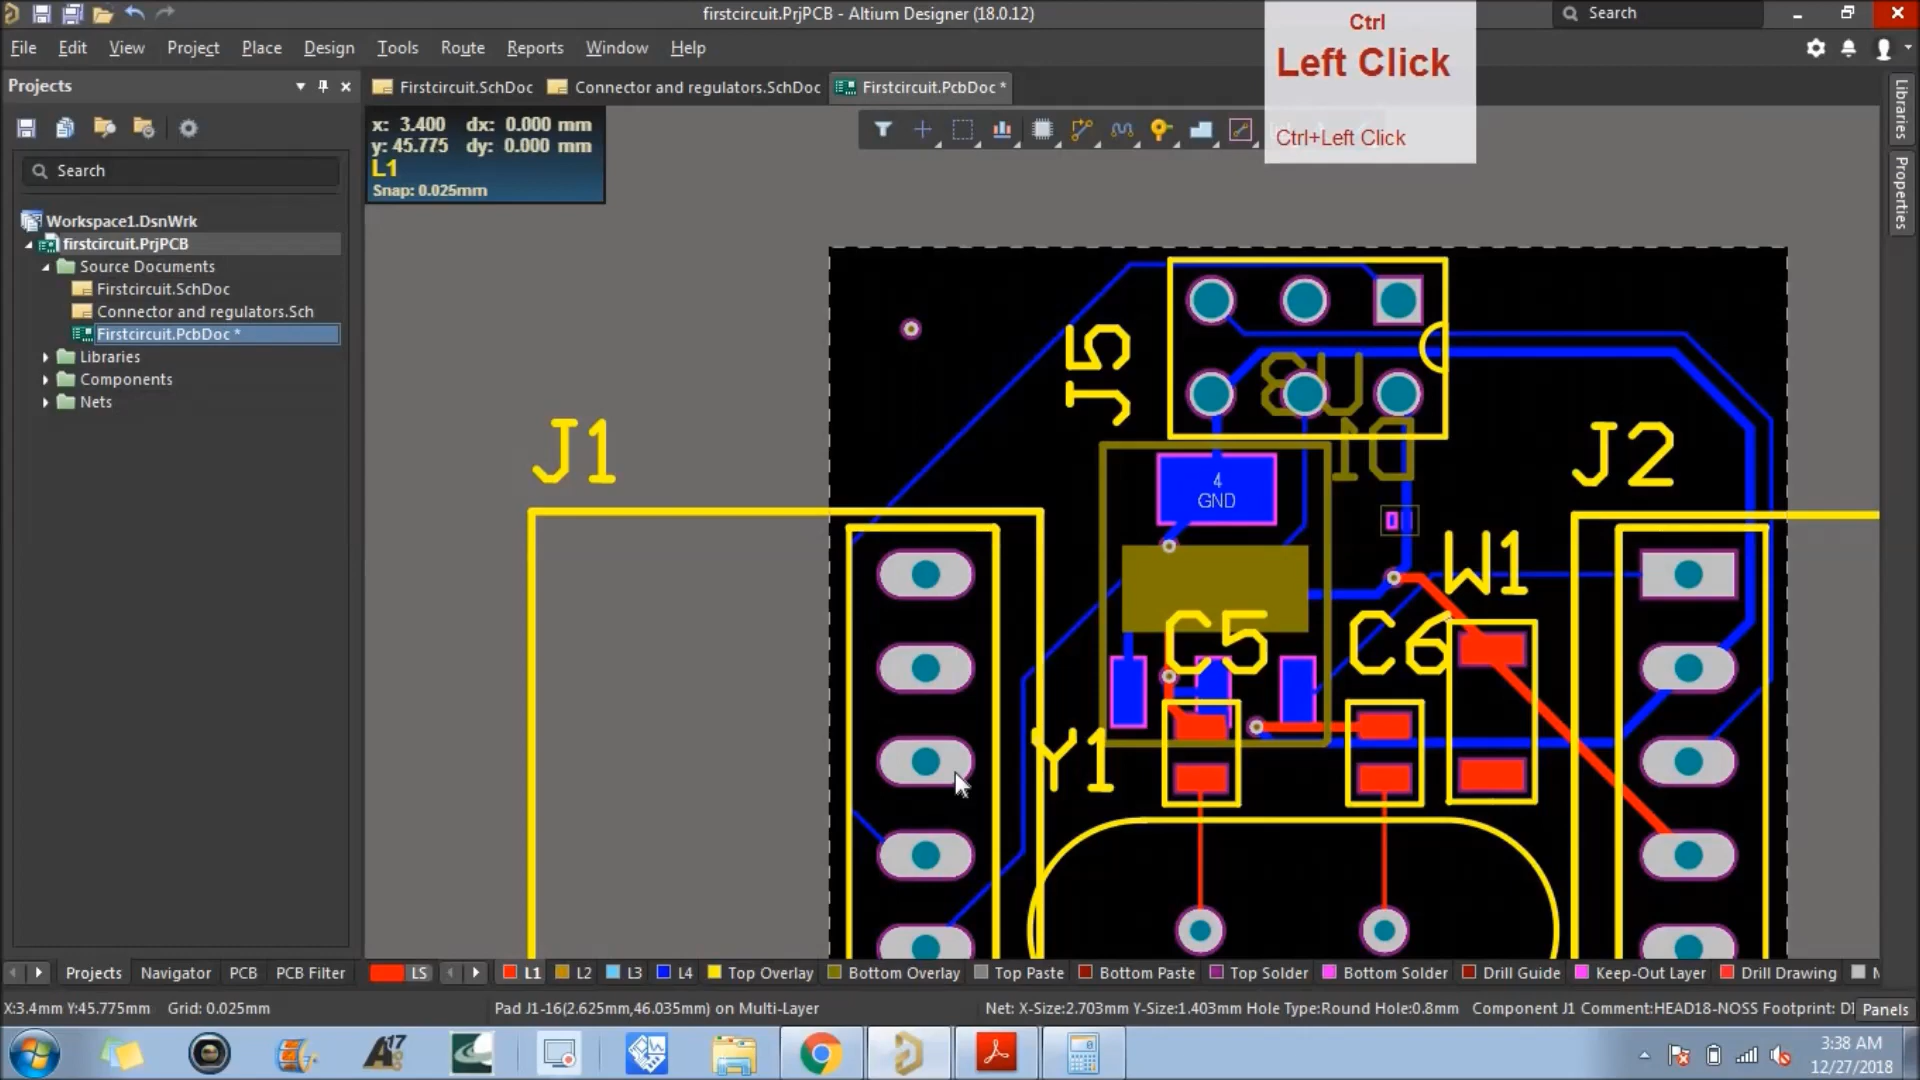 firstcircuit.PrjPCB - Altium Designer (18.0.12)
Search
Ctrl
Left Click
Ctrl+Left Click
File Edit View Project Place Design Tools Route Reports Window Help
Projects
Firstcircuit.SchDoc
Connector and regulators.SchDoc
Firstcircuit.PcbDoc *
Libraries
Properties
x: 3.400 dx: 0.000 mm
y: 45.775 dy: 0.000 mm
L1
Snap: 0.025mm
Search
Workspace1.DsnWrk
firstcircuit.PrjPCB
Source Documents
Firstcircuit.SchDoc
Connector and regulators.Sch
Firstcircuit.PcbDoc *
Libraries
Components
Nets
J5
U3
D1
J1
J2
4
GND
W1
C5
C6
Y1
Projects Navigator PCB PCB Filter
LS L1 L2 L3 L4 Top Overlay Bottom Overlay Top Paste Bottom Paste Top Solder Bottom Solder Drill Guide Keep-Out Layer Drill Drawing
X:3.4mm Y:45.775mm Grid: 0.025mm
Pad J1-16(2.625mm,46.035mm) on Multi-Layer
Net: X-Size:2.703mm Y-Size:1.403mm Hole Type:Round Hole:0.8mm Component J1 Comment:HEAD18-NOSS Footprint: DI
Panels
17
3:38 AM
12/27/2018